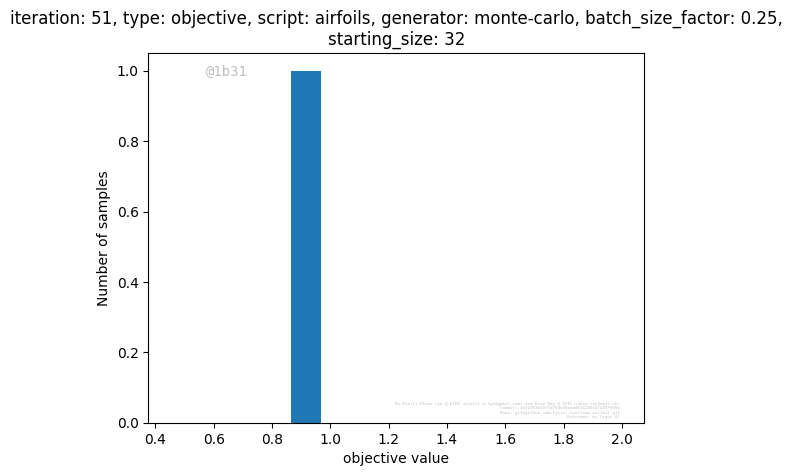 iteration: 51, type: objective, script: airfoils, generator: monte-carlo, batch_size_factor: 0.25,
starting_size: 32
@1b31
1.0
0.8
0.6
0.4
0.2
0.0
Number of samples
0.4 0.6 0.8 1.0 1.2 1.4 1.6 1.8 2.0
objective value